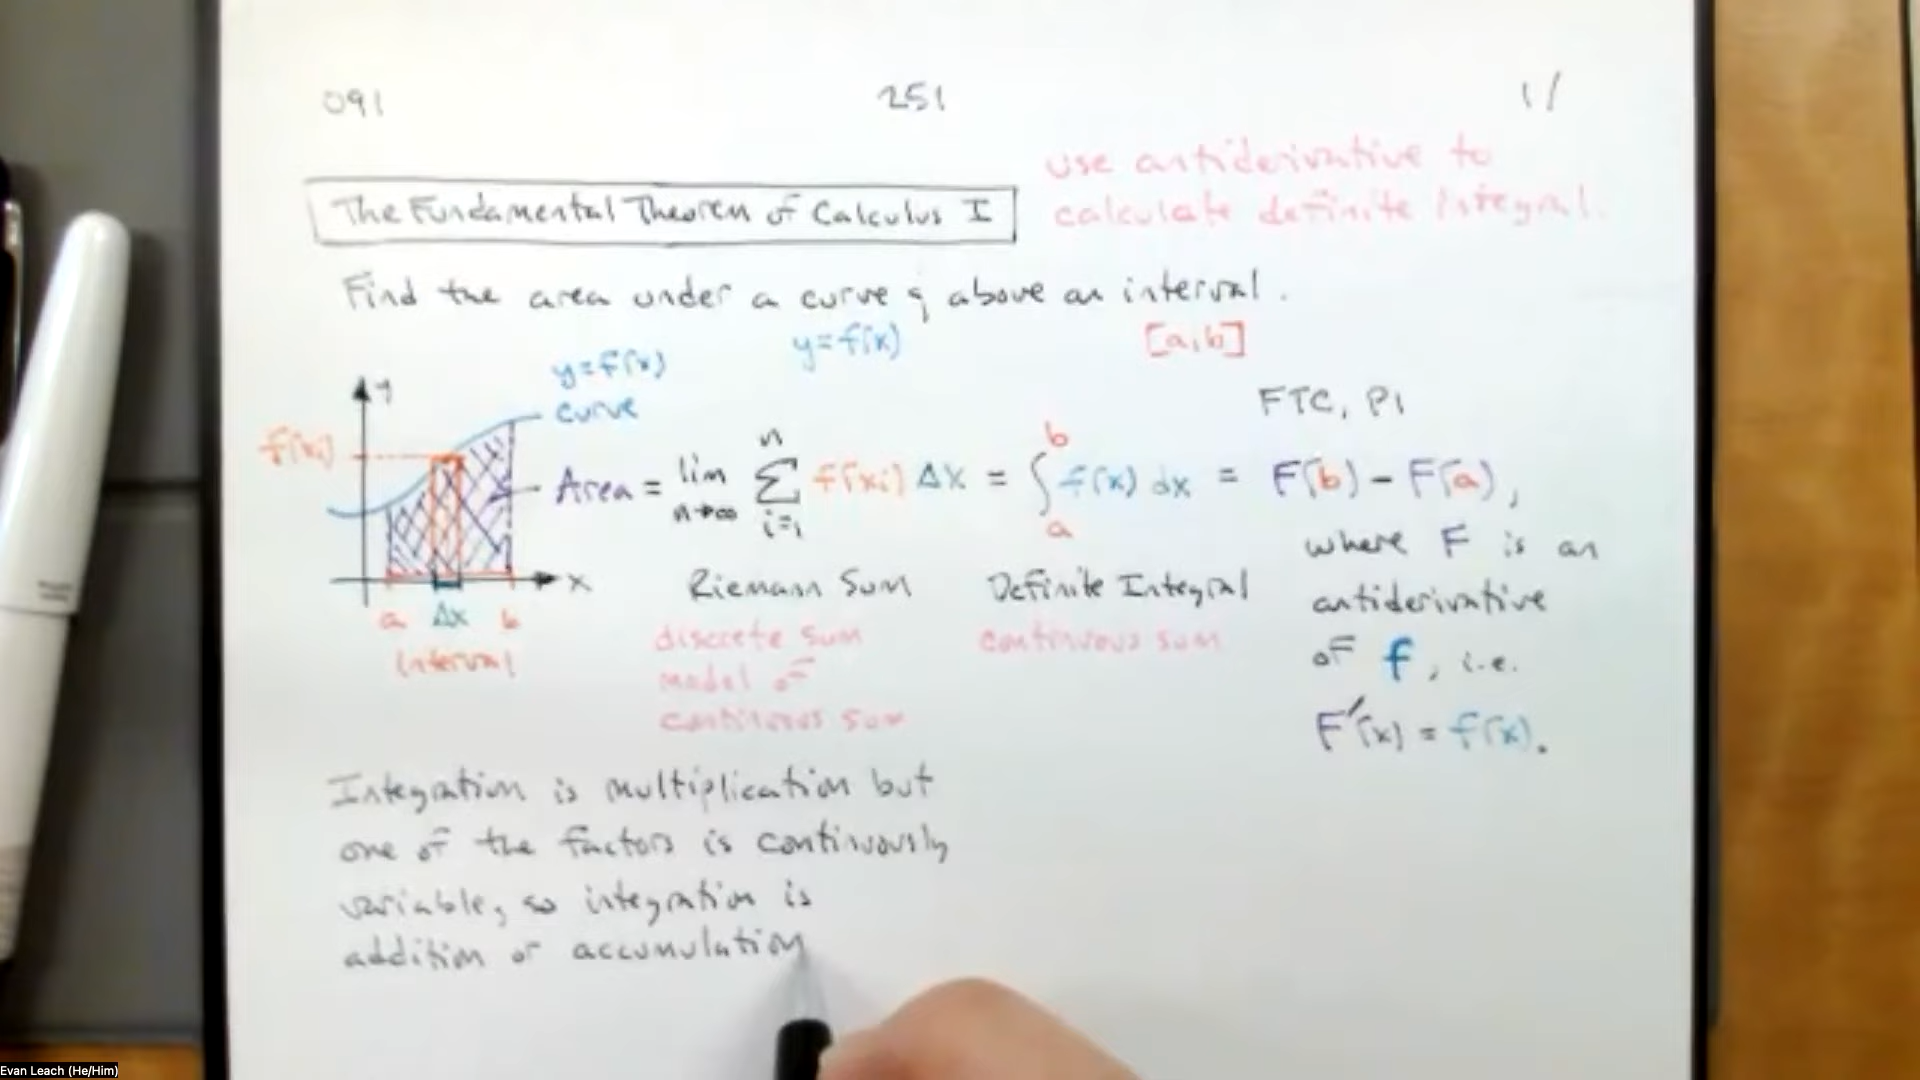 091 251 1/
use antiderivative to
calculate definite integral.
The Fundamental Theorem of Calculus I
Find the area under a curve & above an interval.
y=f(x) [a,b]
y=f(x)
curve
y
FTC, P1
f(xi)
Area = lim n→∞ n Σ i=1 f(xi) Δx = ∫ b a f(x) dx = F(b) - F(a),
where F is an
antiderivative
of f, i.e.
F'(x) = f(x).
x
a Δx b
interval
Riemann Sum
discrete sum
model of
continuous sum
Definite Integral
continuous sum
Integration is multiplication but
one of the factors is continuously
variable, so integration is
addition or accumulation
Evan Leach (He/Him)